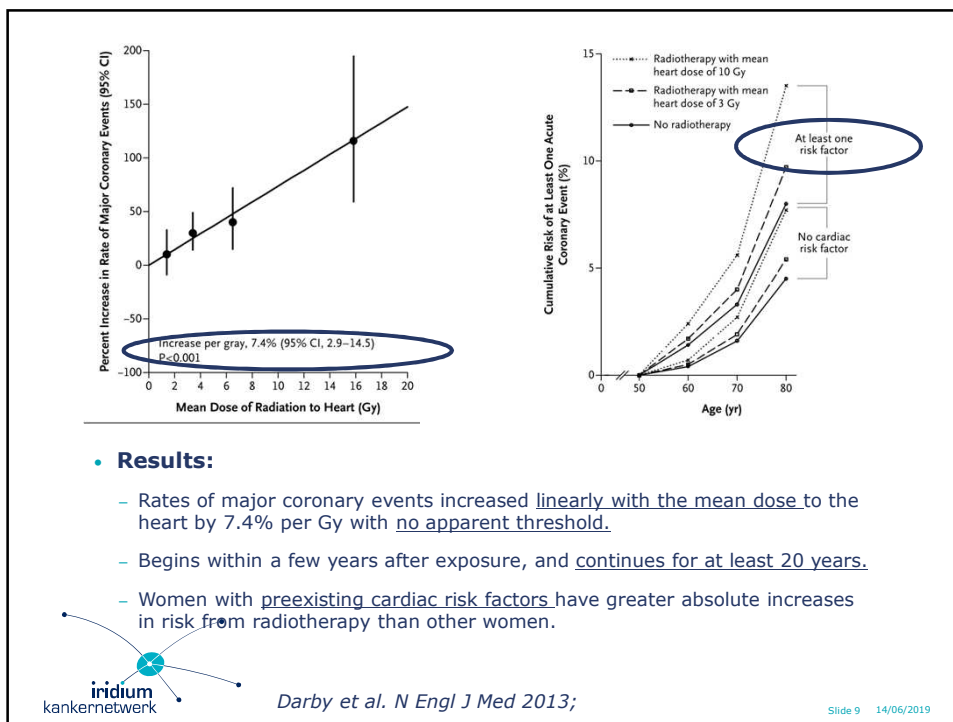 Percent Increase in Rate of Major Coronary Events (95% CI)
200
150
100
50
0
−50
−100
Increase per gray, 7.4% (95% CI, 2.9–14.5)
P<0.001
0 2 4 6 8 10 12 14 16 18 20
Mean Dose of Radiation to Heart (Gy)
Cumulative Risk of at Least One Acute
Coronary Event (%)
15
10
5
0
Radiotherapy with mean
heart dose of 10 Gy
Radiotherapy with mean
heart dose of 3 Gy
No radiotherapy
At least one
risk factor
No cardiac
risk factor
0 50 60 70 80
Age (yr)
• Results:
– Rates of major coronary events increased linearly with the mean dose to the
heart by 7.4% per Gy with no apparent threshold.
– Begins within a few years after exposure, and continues for at least 20 years.
– Women with preexisting cardiac risk factors have greater absolute increases
in risk from radiotherapy than other women.
iridium
kankernetwerk
Darby et al. N Engl J Med 2013;
Slide 9 14/06/2019